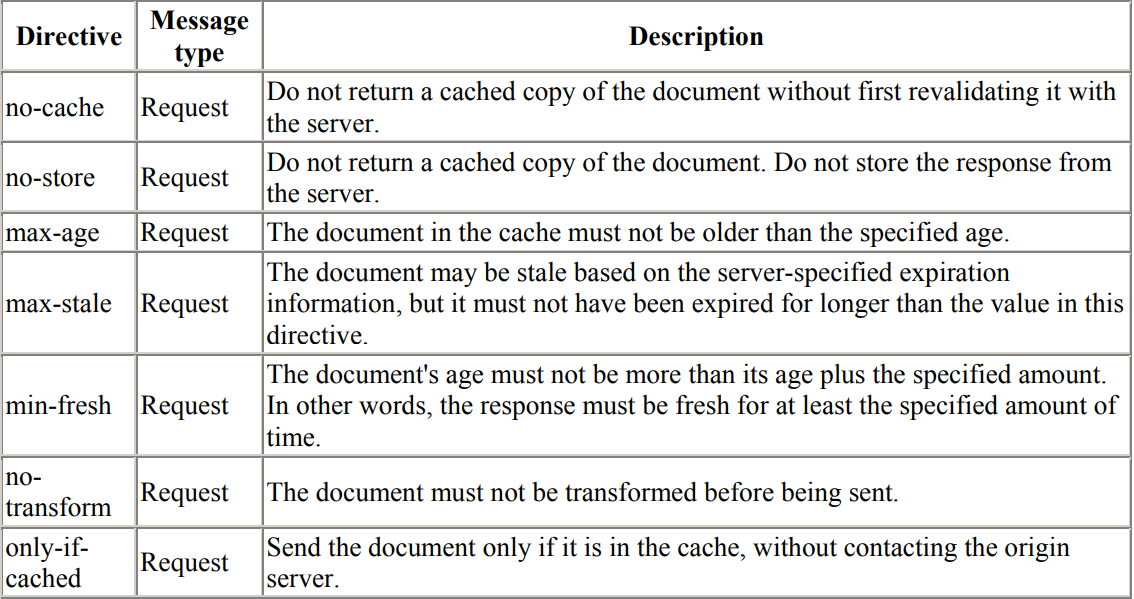 Directive Message type Description
no-cache Request Do not return a cached copy of the document without first revalidating it with
the server.
no-store Request Do not return a cached copy of the document. Do not store the response from
the server.
max-age Request The document in the cache must not be older than the specified age.
max-stale Request The document may be stale based on the server-specified expiration
information, but it must not have been expired for longer than the value in this
directive.
min-fresh Request The document's age must not be more than its age plus the specified amount.
In other words, the response must be fresh for at least the specified amount of
time.
no-
transform Request The document must not be transformed before being sent.
only-if-
cached Request Send the document only if it is in the cache, without contacting the origin
server.